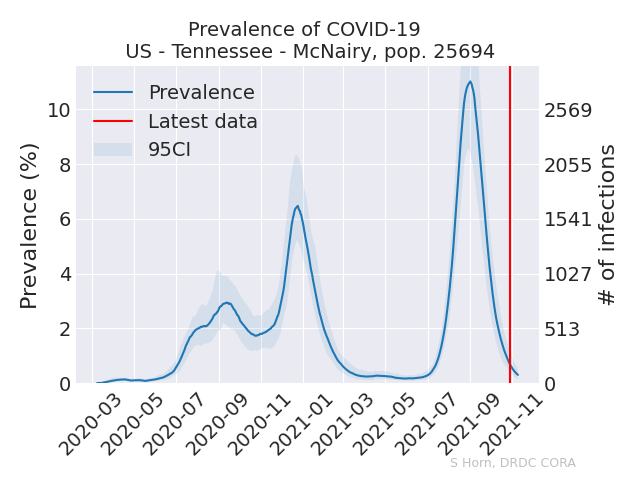 Prevalence of COVID-19
US - Tennessee - McNairy, pop. 25694
Prevalence
Latest data
95CI
Prevalence (%)
10
8
6
4
2
0
2569
2055
1541
1027
513
0
# of infections
2020-03
2020-05
2020-07
2020-09
2020-11
2021-01
2021-03
2021-05
2021-07
2021-09
2021-11
S Horn, DRDC CORA